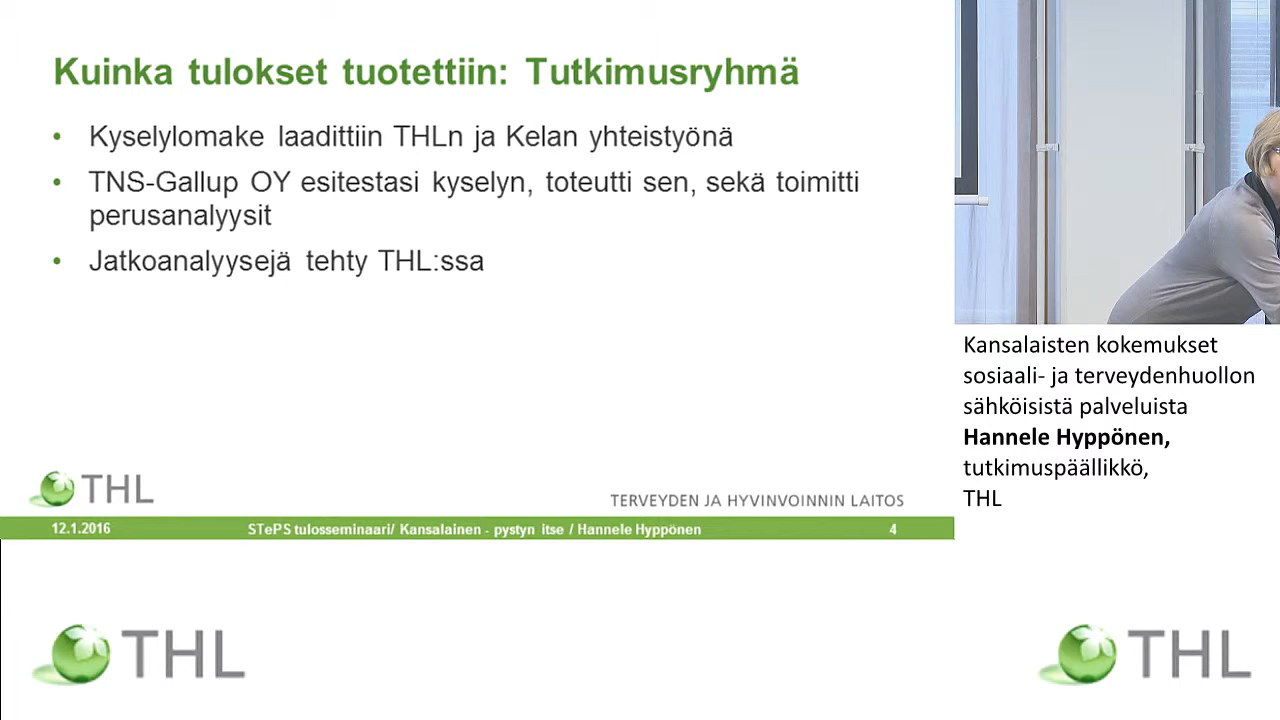 Kuinka tulokset tuotettiin: Tutkimusryhmä
• Kyselylomake laadittiin THLn ja Kelan yhteistyönä
• TNS-Gallup OY esitestasi kyselyn, toteutti sen, sekä toimitti
perusanalyysit
• Jatkoanalyysejä tehty THL:ssa
THL
TERVEYDEN JA HYVINVOINNIN LAITOS
12.1.2016 STePS tulosseminaari/ Kansalainen - pystyn itse / Hannele Hyppönen 4
Kansalaisten kokemukset
sosiaali- ja terveydenhuollon
sähköisistä palveluista
Hannele Hyppönen,
tutkimuspäällikkö,
THL
THL
THL